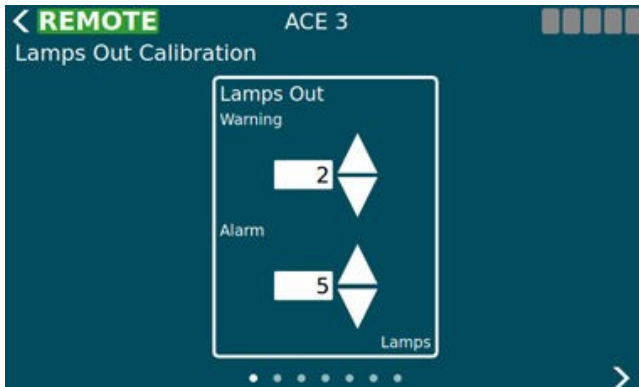 < REMOTE ACE 3
Lamps Out Calibration
Lamps Out
Warning
2
Alarm
5
Lamps
>